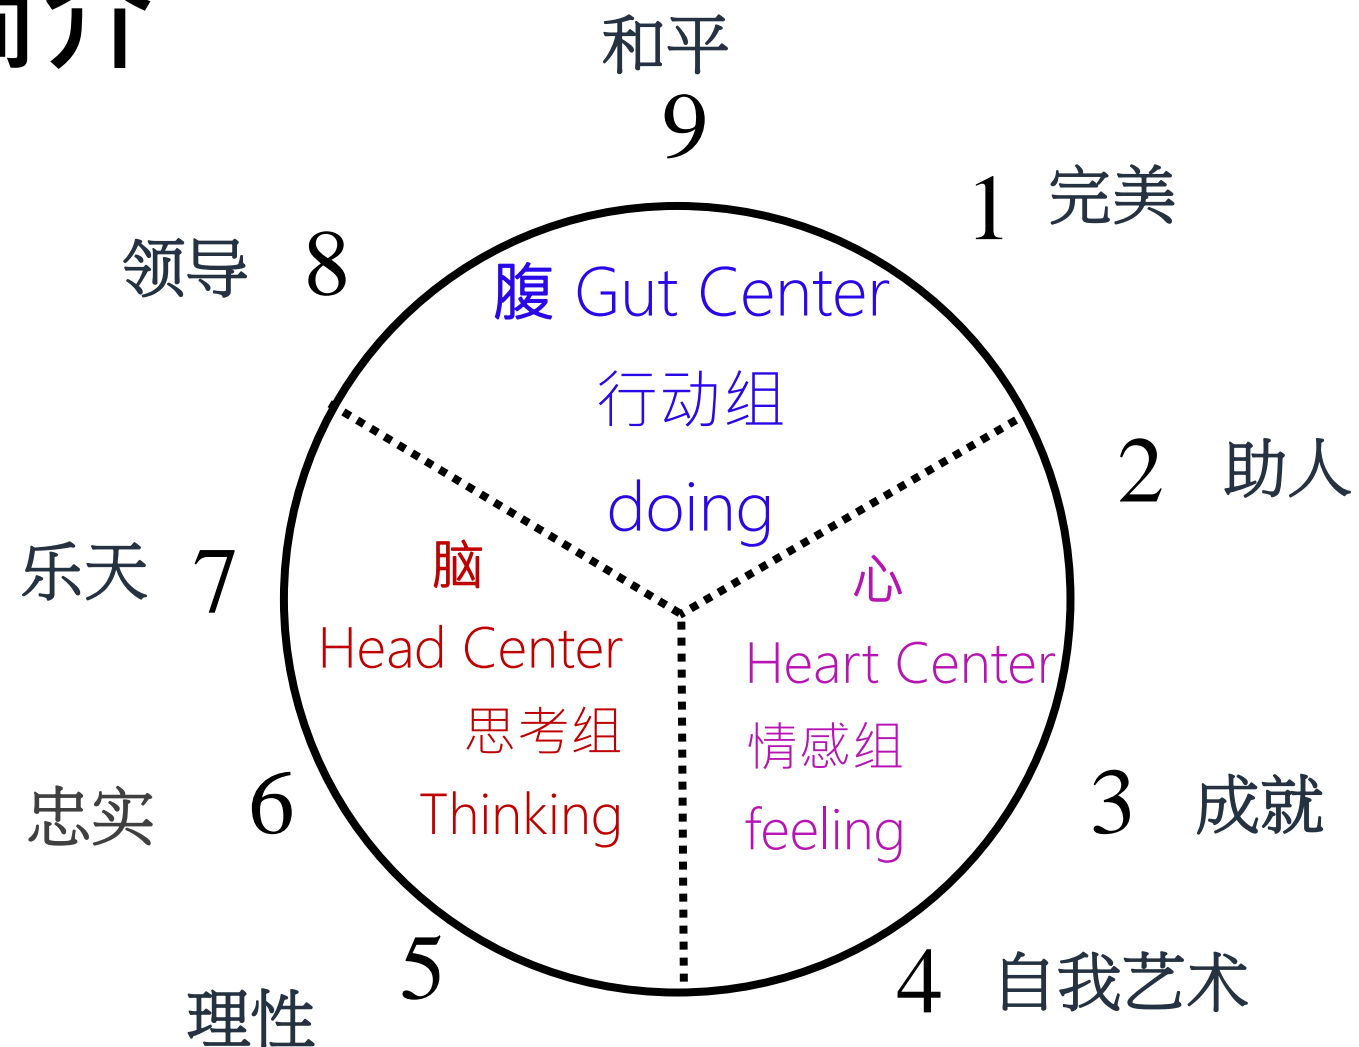 介
和平
9
1 完美
领导 8
腹 Gut Center
行动组
doing
2 助人
乐天 7
脑
Head Center
思考组
Thinking
心
Heart Center
情感组
feeling
忠实 6
3 成就
5
理性
4 自我艺术